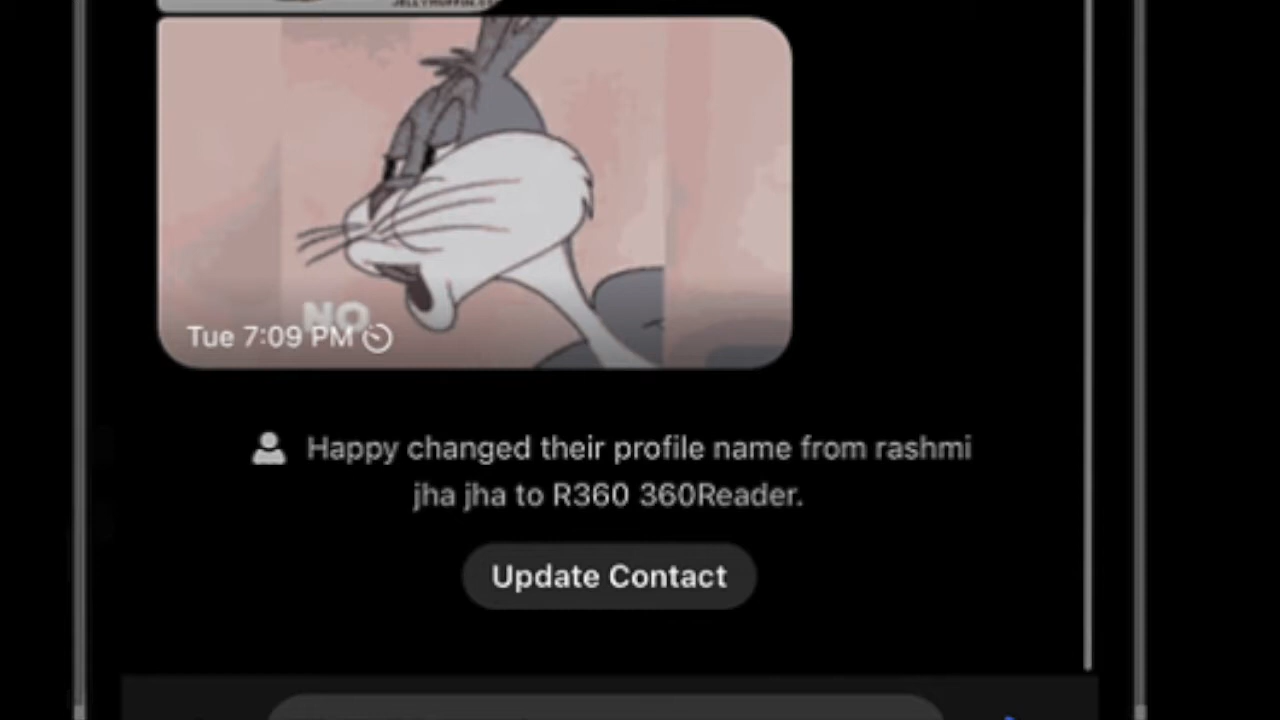 NO
Tue 7:09 PM
Happy changed their profile name from rashmi
jha jha to R360 360Reader.
Update Contact